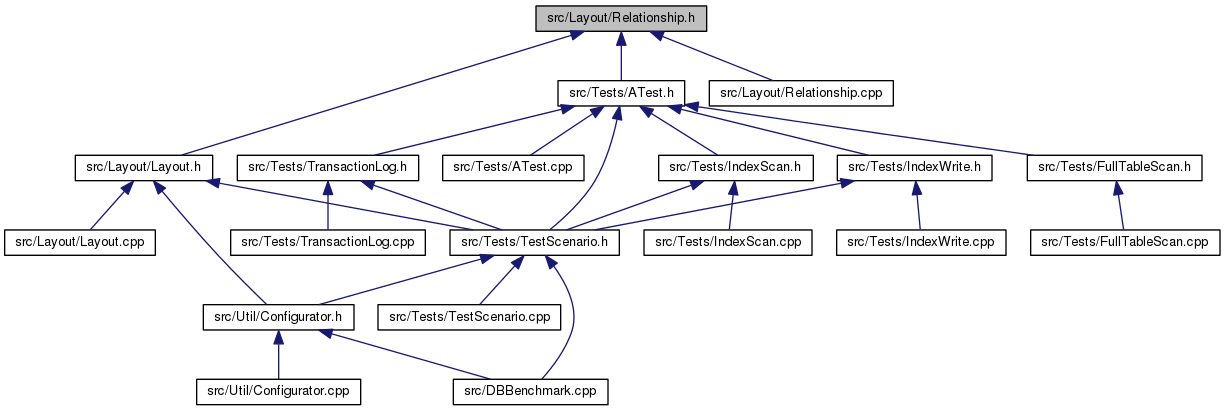 src/Layout/Relationship.h
src/Tests/ATest.h
src/Layout/Relationship.cpp
src/Layout/Layout.h
src/Tests/TransactionLog.h
src/Tests/ATest.cpp
src/Tests/IndexScan.h
src/Tests/IndexWrite.h
src/Tests/FullTableScan.h
src/Layout/Layout.cpp
src/Tests/TransactionLog.cpp
src/Tests/TestScenario.h
src/Tests/IndexScan.cpp
src/Tests/IndexWrite.cpp
src/Tests/FullTableScan.cpp
src/Util/Configurator.h
src/Tests/TestScenario.cpp
src/Util/Configurator.cpp
src/DBBenchmark.cpp